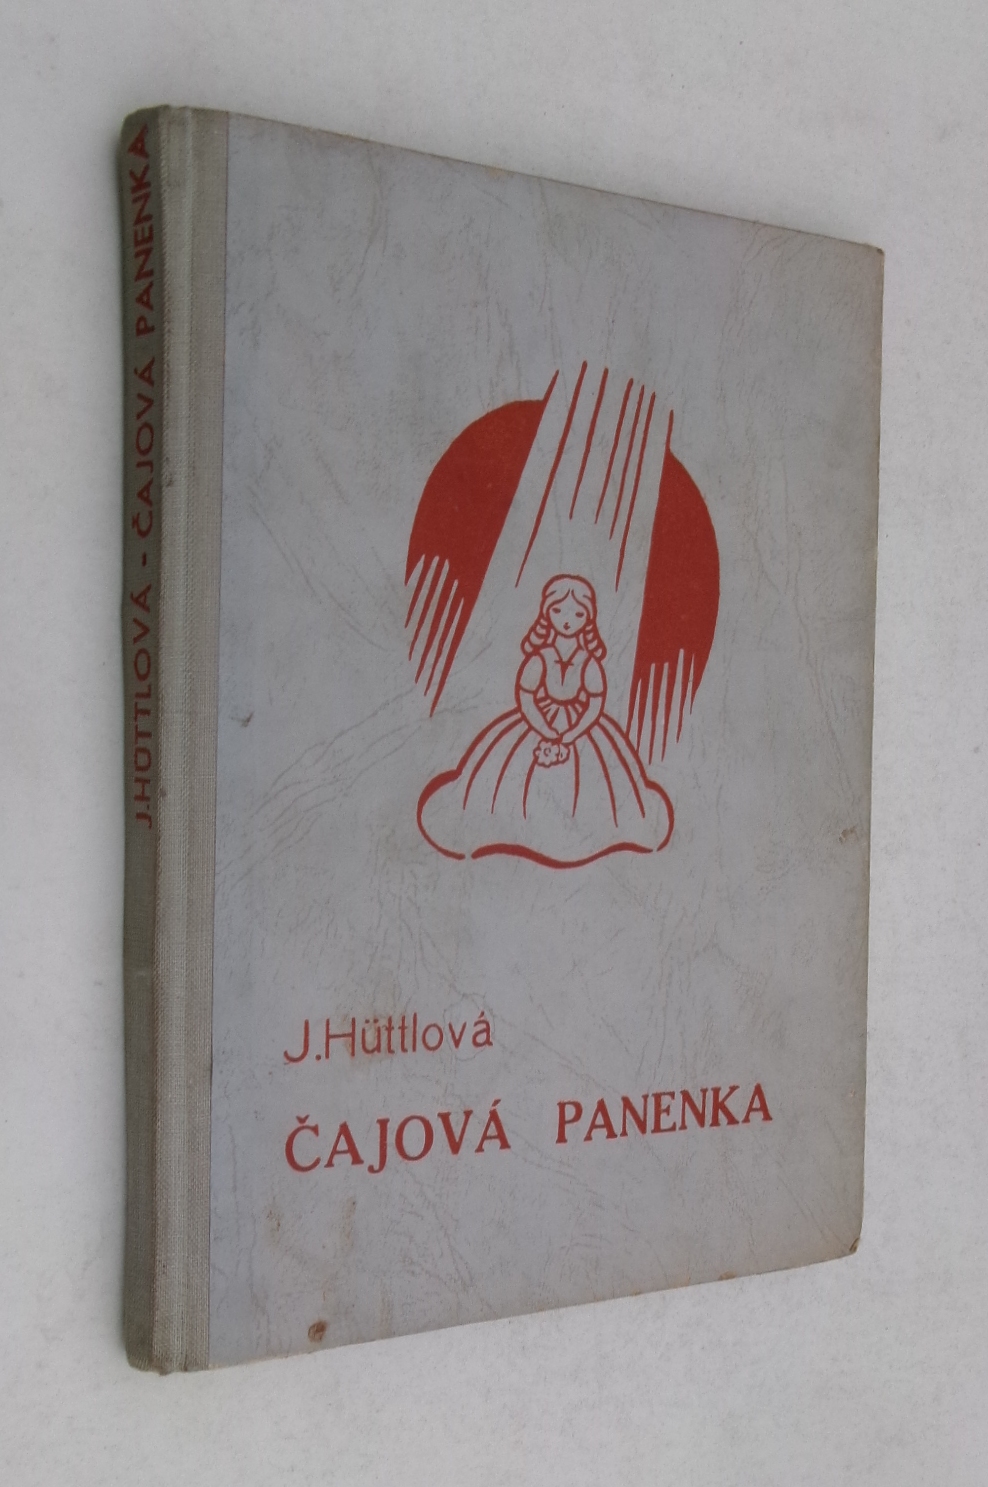 J. HÜTTLOVÁ - ČAJOVÁ PANENKA
J. Hüttlová
ČAJOVÁ PANENKA